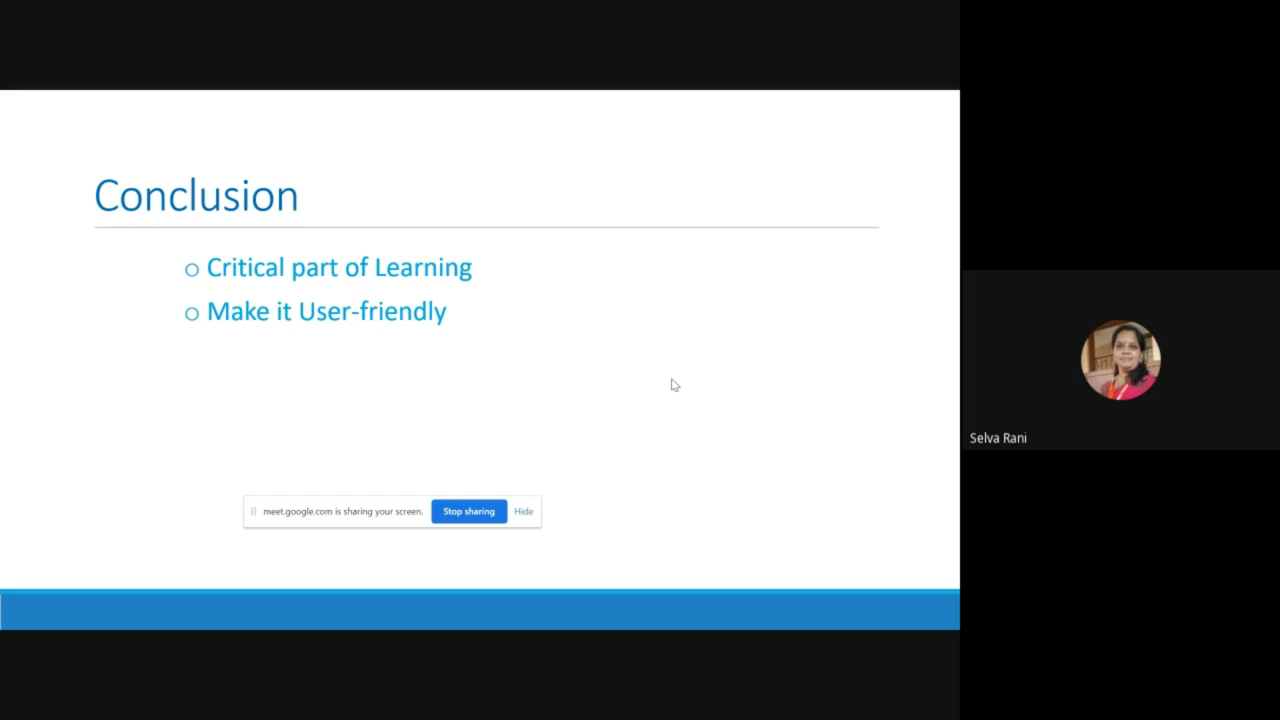 Conclusion
o Critical part of Learning
o Make it User-friendly
Selva Rani
meet.google.com is sharing your screen. Stop sharing Hide